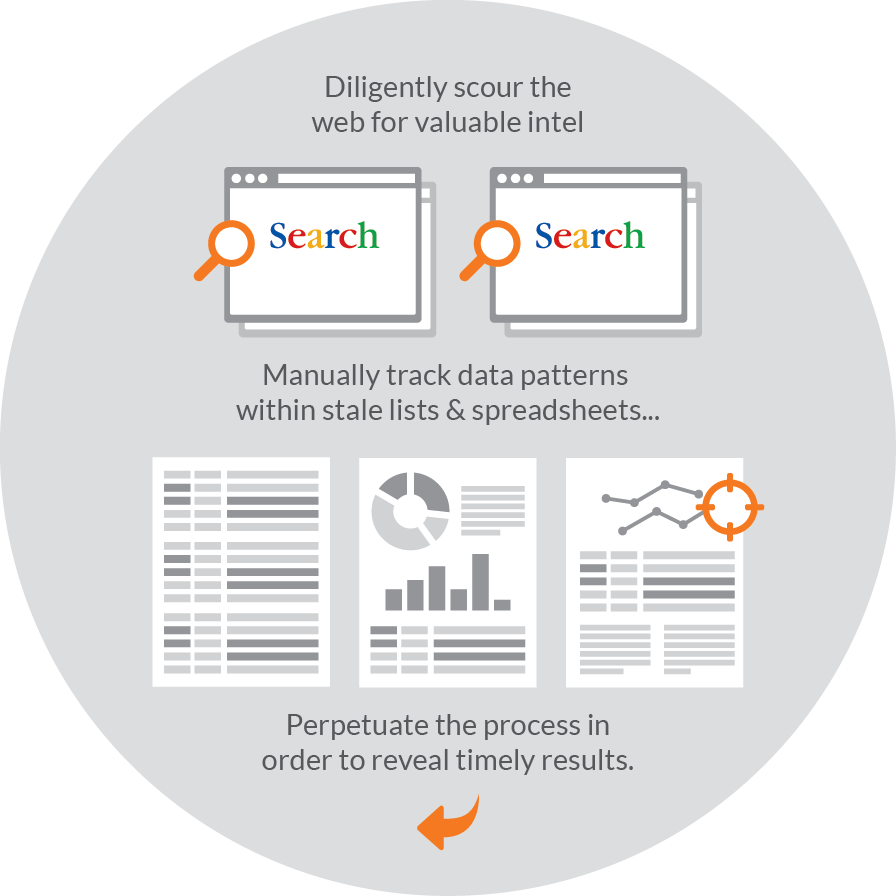 Diligently scour the
web for valuable intel
Search
Search
Manually track data patterns
within stale lists & spreadsheets...
Perpetuate the process in
order to reveal timely results.